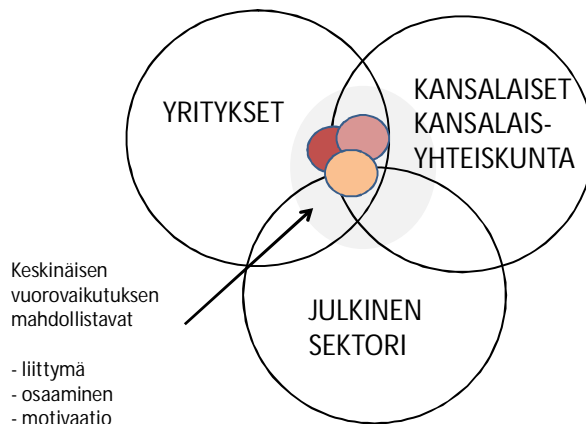 YRITYKSET
KANSALAISET
KANSALAIS-
YHTEISKUNTA
Keskinäisen
vuorovaikutuksen
mahdollistavat
- liittymä
- osaaminen
- motivaatio
JULKINEN
SEKTORI